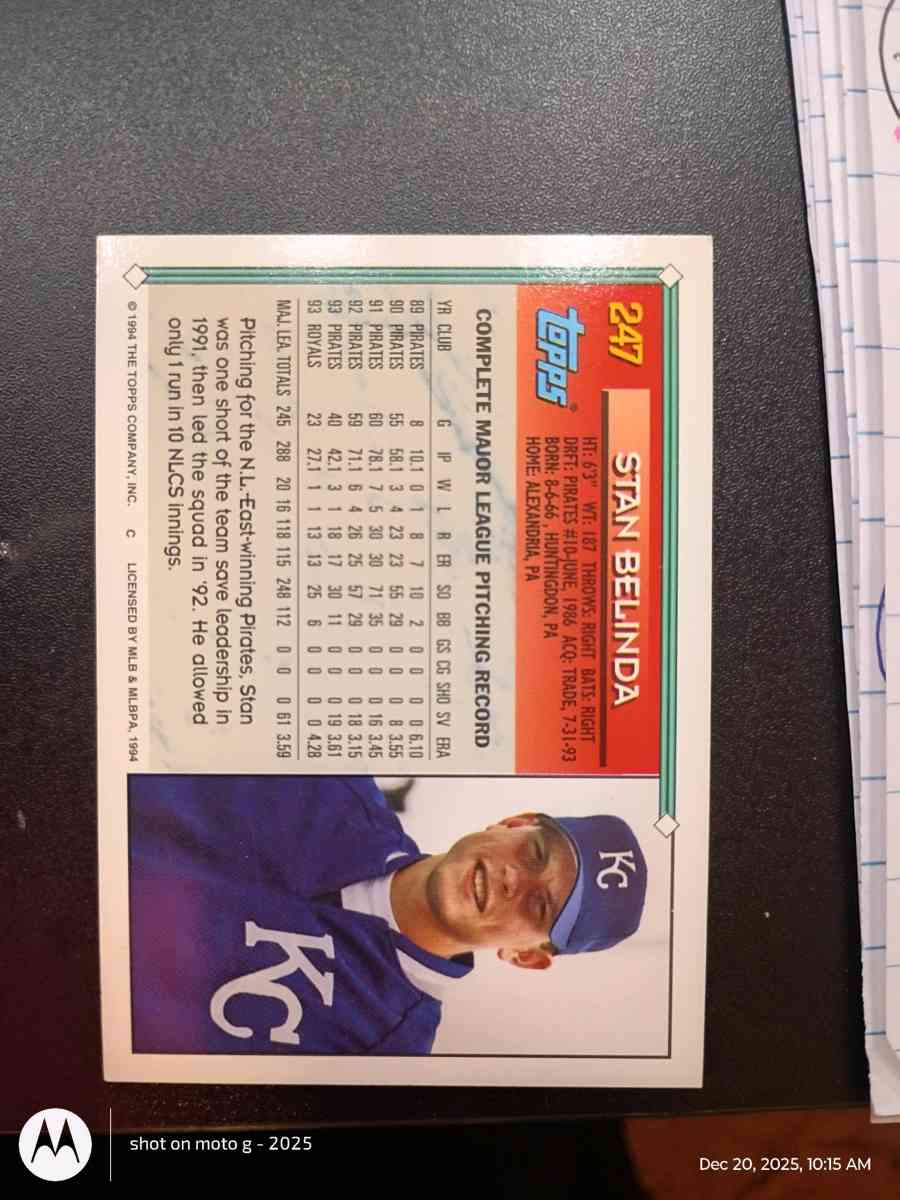 247
STAN BELINDA
topps®
HT: 6'3" WT: 187 THROWS: RIGHT BATS: RIGHT
DRFT: PIRATES #10-JUNE, 1986 ACQ: TRADE, 7-31-93
BORN: 8-6-66, HUNTINGDON, PA
HOME: ALEXANDRIA, PA
COMPLETE MAJOR LEAGUE PITCHING RECORD
YR CLUB G IP W L R ER SO BB GS CG SHO SV ERA
89 PIRATES 8 10.1 0 1 8 7 10 2 0 0 0 0 6.10
90 PIRATES 55 58.1 3 4 23 23 55 29 0 0 0 8 3.55
91 PIRATES 60 78.1 7 5 30 30 71 35 0 0 0 16 3.45
92 PIRATES 59 71.1 6 4 26 25 57 29 0 0 0 18 3.15
93 PIRATES 40 42.1 3 1 18 17 30 11 0 0 0 19 3.61
93 ROYALS 23 27.1 1 1 13 13 25 6 0 0 0 0 4.28
MAJ. LEA. TOTALS 245 288 20 16 118 115 248 112 0 0 0 61 3.59
Pitching for the N.L.-East-winning Pirates, Stan
was one short of the team save leadership in
1991, then led the squad in '92. He allowed
only 1 run in 10 NLCS innings.
© 1994 THE TOPPS COMPANY, INC. C LICENSED BY MLB & MLBPA, 1994
KC
KC
shot on moto g - 2025
Dec 20, 2025, 10:15 AM